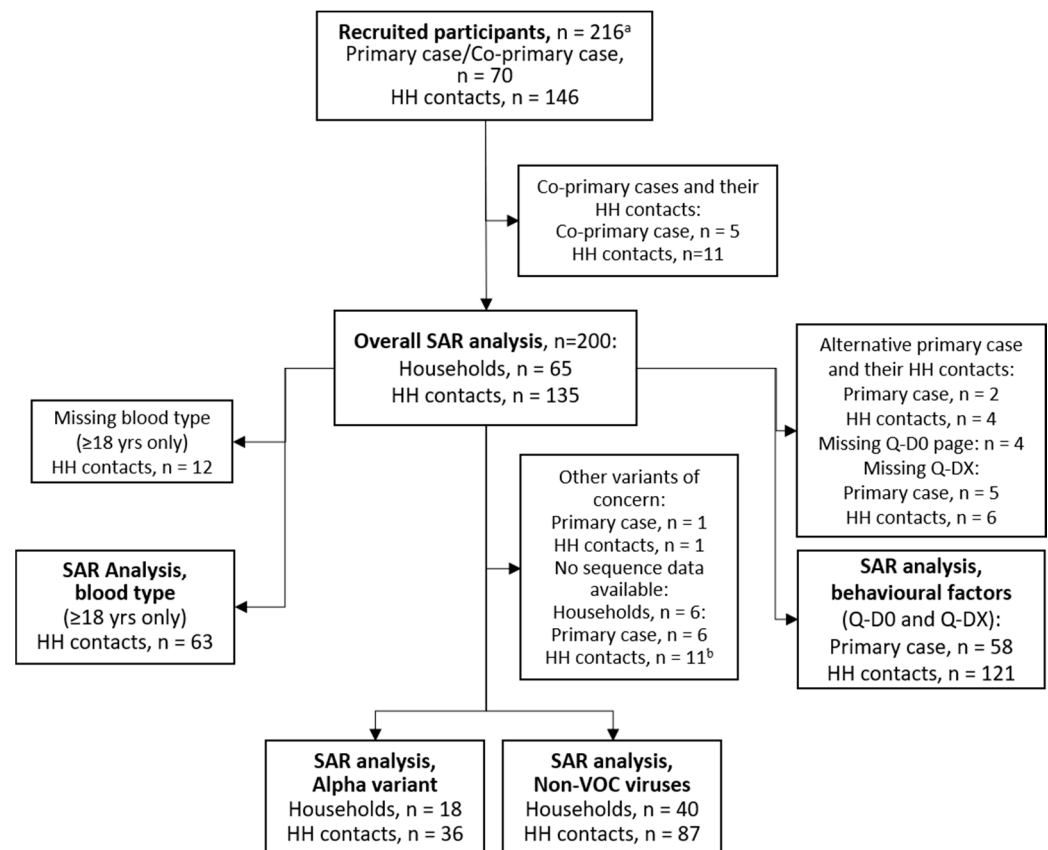 Recruited participants, n = 216ᵃ
Primary case/Co-primary case,
n = 70
HH contacts, n = 146
Co-primary cases and their
HH contacts:
Co-primary case, n = 5
HH contacts, n=11
Overall SAR analysis, n=200:
Households, n = 65
HH contacts, n = 135
Alternative primary case
and their HH contacts:
Primary case, n = 2
HH contacts, n = 4
Missing Q-D0 page: n = 4
Missing Q-DX:
Primary case, n = 5
HH contacts, n = 6
Missing blood type
(≥18 yrs only)
HH contacts, n = 12
Other variants of
concern:
Primary case, n = 1
HH contacts, n = 1
No sequence data
available:
Households, n = 6:
Primary case, n = 6
HH contacts, n = 11ᵇ
SAR Analysis,
blood type
(≥18 yrs only)
HH contacts, n = 63
SAR analysis,
behavioural factors
(Q-D0 and Q-DX):
Primary case, n = 58
HH contacts, n = 121
SAR analysis,
Alpha variant
Households, n = 18
HH contacts, n = 36
SAR analysis,
Non-VOC viruses
Households, n = 40
HH contacts, n = 87